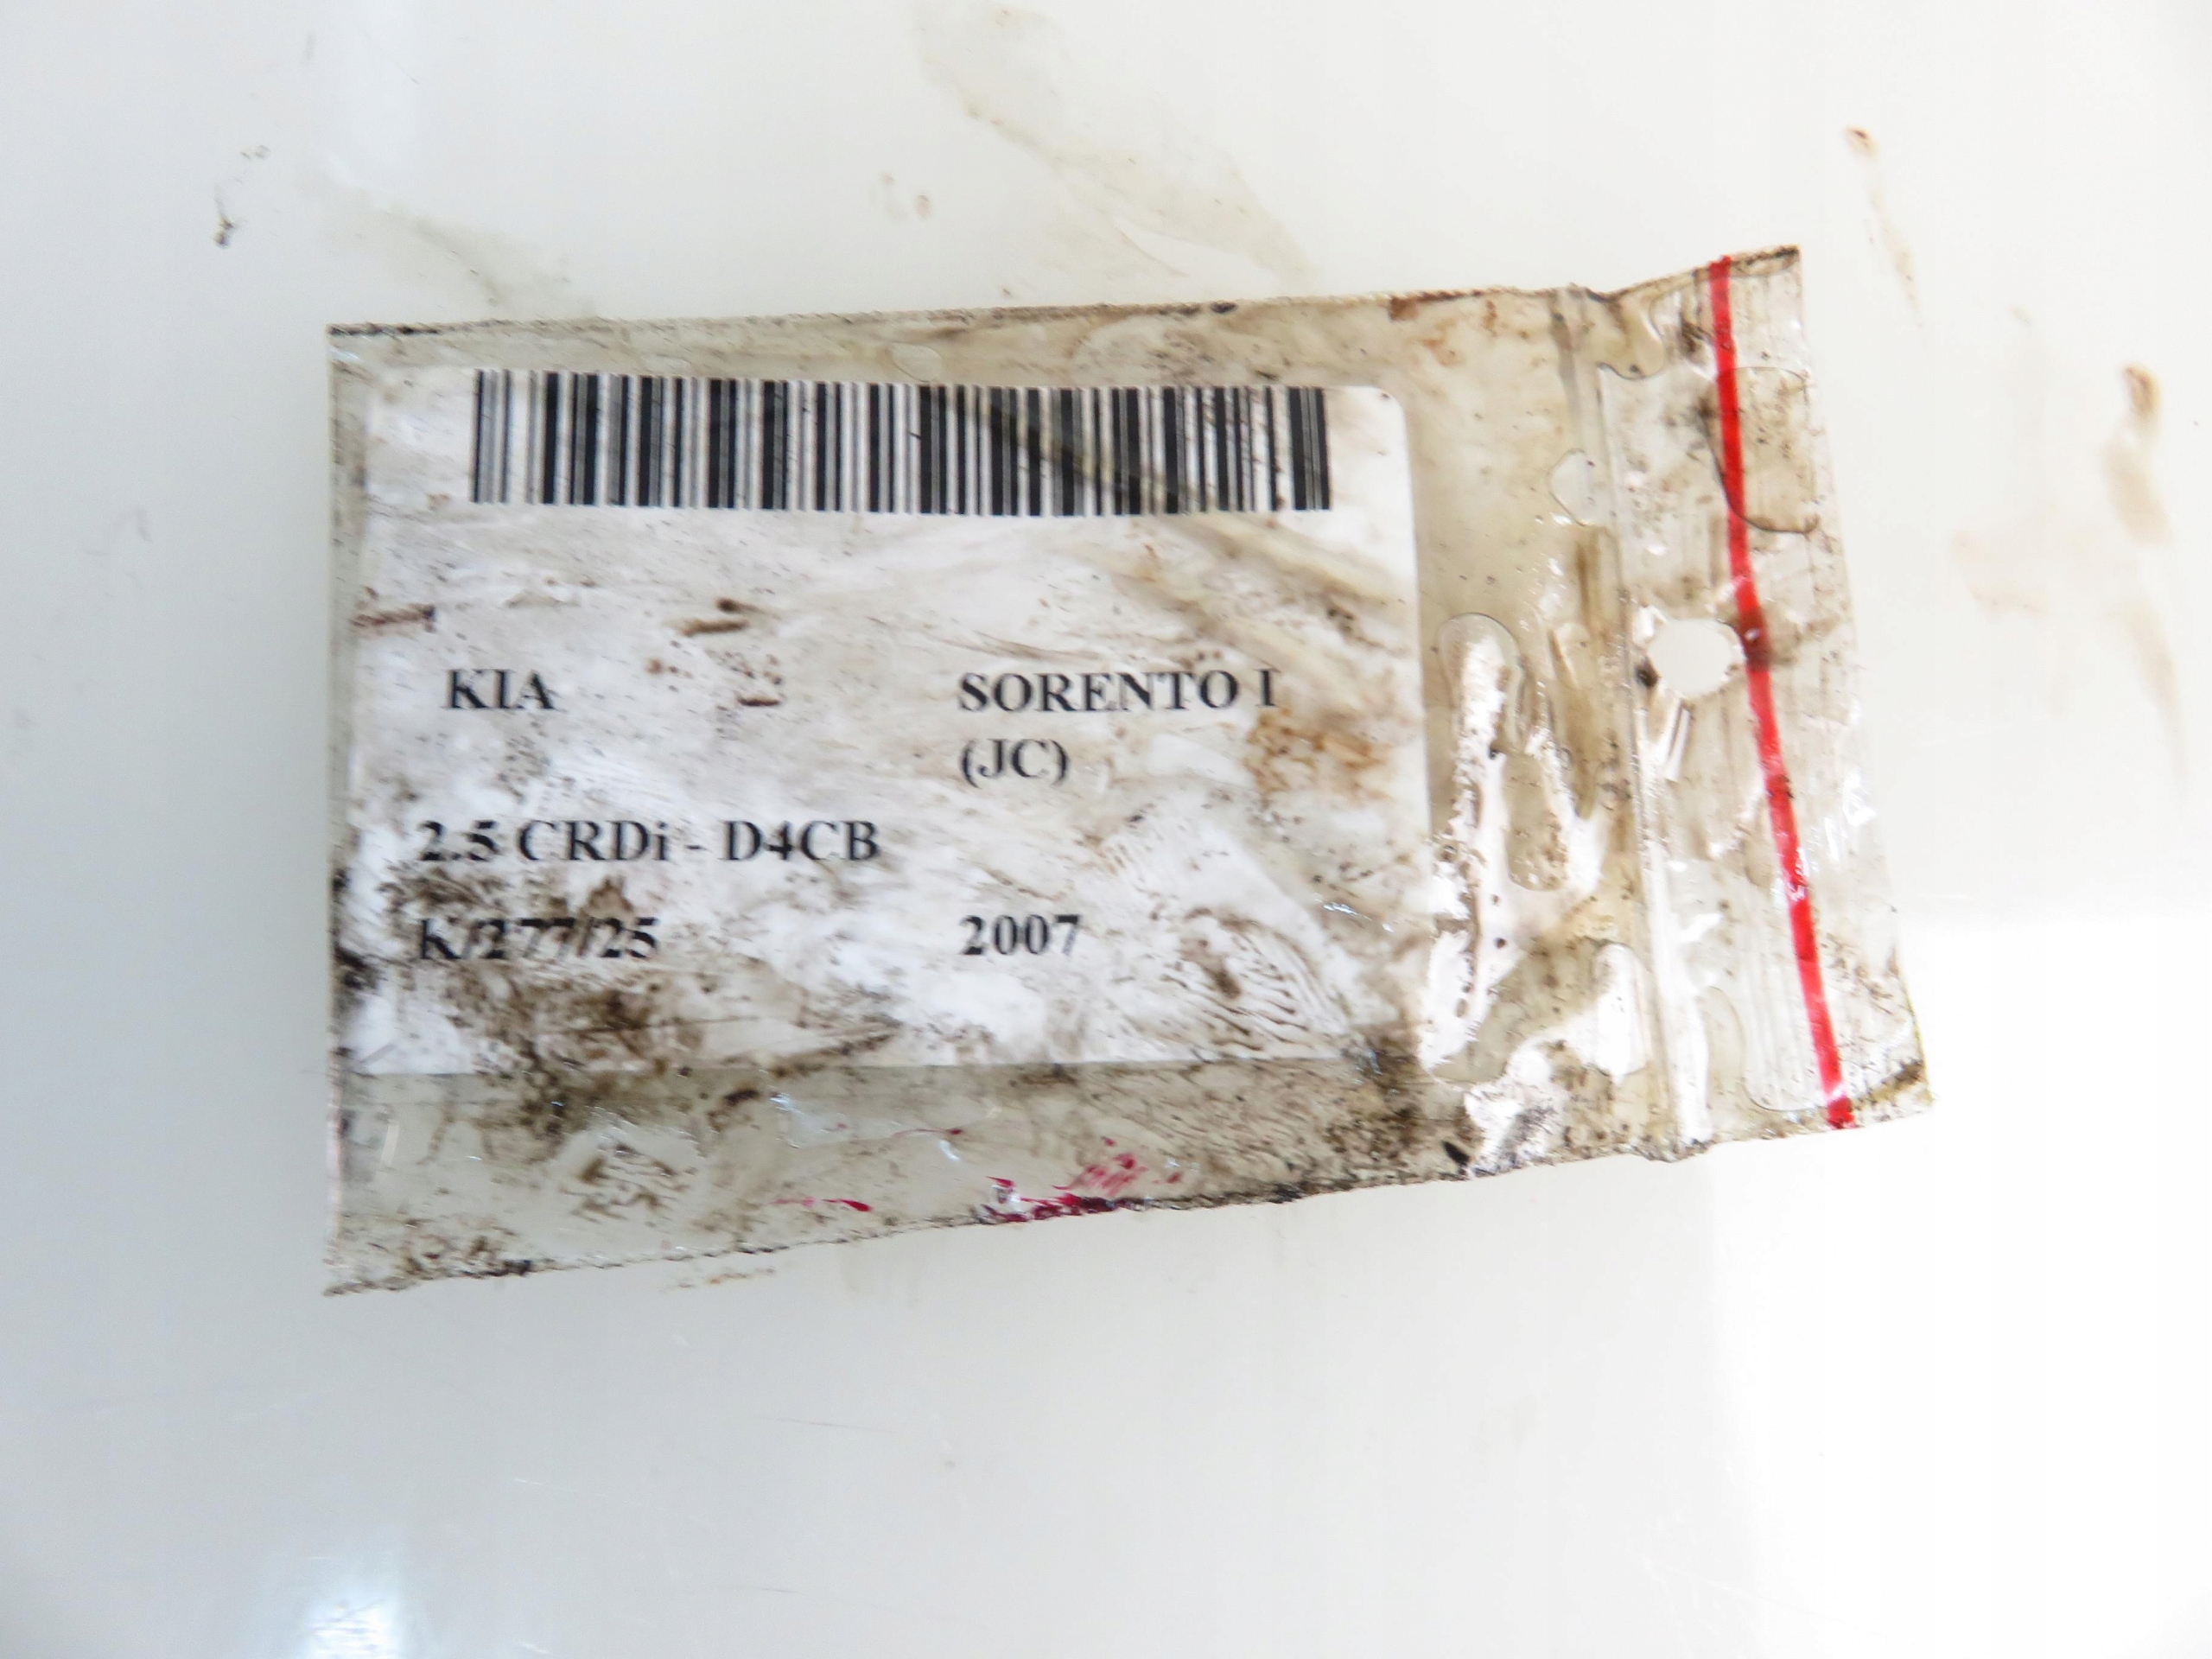 KIA SORENTO I
(JC)
2.5 CRDi - D4CB
K/277/25 2007